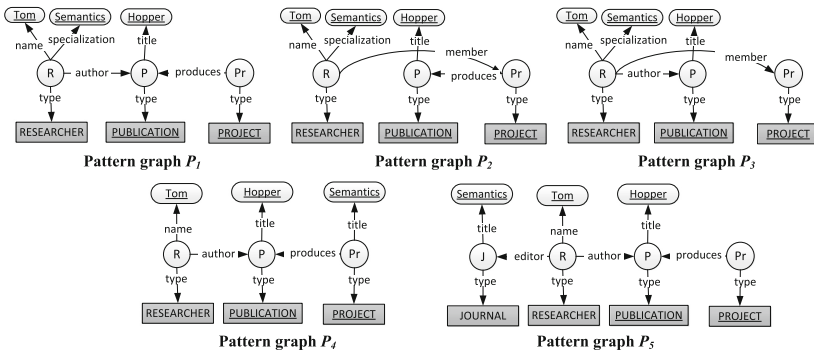 Tom Semantics Hopper Tom Semantics Hopper Tom Semantics Hopper
name specialization title name specialization title member name specialization title member
R author P produces Pr R P produces Pr R author P Pr
type type type type type type type type type
RESEARCHER PUBLICATION PROJECT RESEARCHER PUBLICATION PROJECT RESEARCHER PUBLICATION PROJECT
Pattern graph P1 Pattern graph P2 Pattern graph P3
Tom Hopper Semantics Semantics Tom Hopper
name title title title name title
R author P produces Pr J editor R author P produces Pr
type type type type type type type
RESEARCHER PUBLICATION PROJECT JOURNAL RESEARCHER PUBLICATION PROJECT
Pattern graph P4 Pattern graph P5